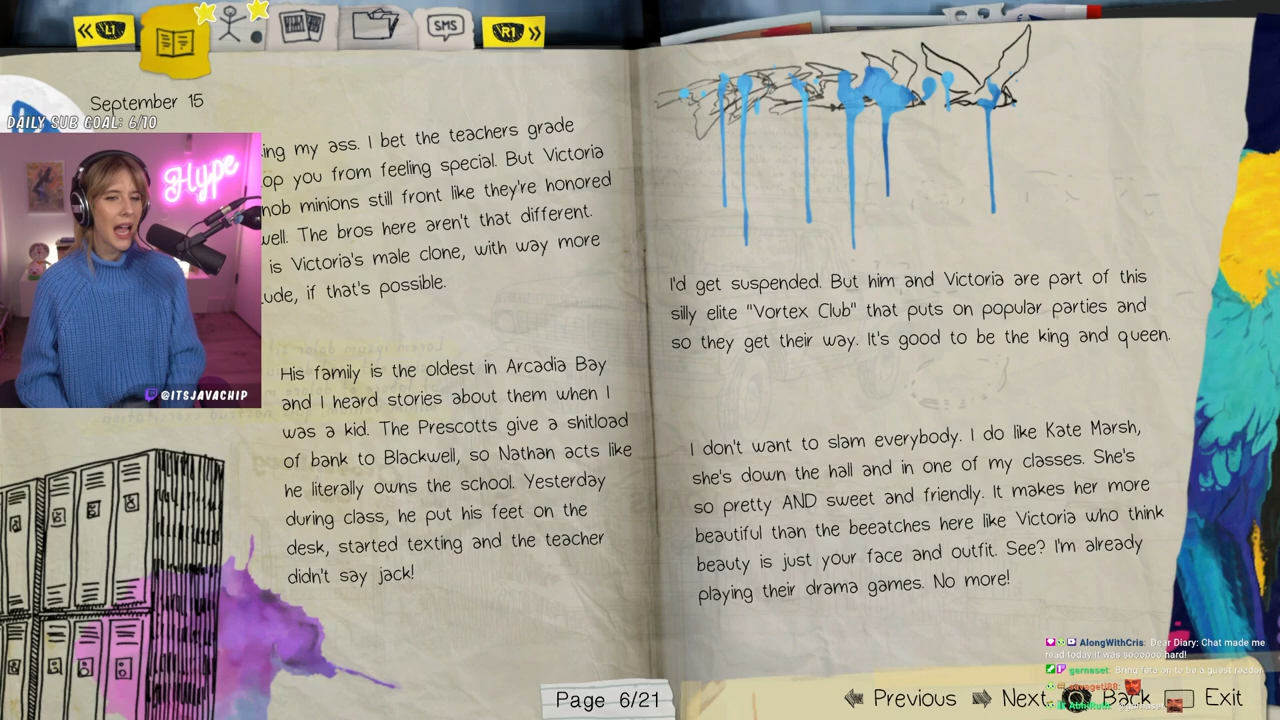 L1
SMS
R1
September 15
DAILY SUB GOAL: 6/10
Hype
@ITSJAVACHIP
ing my ass. I bet the teachers grade
op you from feeling special. But Victoria
nob minions still front like they're honored
well. The bros here aren't that different.
is Victoria's male clone, with way more
ude, if that's possible.
His family is the oldest in Arcadia Bay
and I heard stories about them when I
was a kid. The Prescotts give a shitload
of bank to Blackwell, so Nathan acts like
he literally owns the school. Yesterday
during class, he put his feet on the
desk, started texting and the teacher
didn't say jack!
I'd get suspended. But him and Victoria are part of this
silly elite "Vortex Club" that puts on popular parties and
so they get their way. It's good to be the king and queen.
I don't want to slam everybody. I do like Kate Marsh,
she's down the hall and in one of my classes. She's
so pretty AND sweet and friendly. It makes her more
beautiful than the beeatches here like Victoria who think
beauty is just your face and outfit. See? I'm already
playing their drama games. No more!
AlongWithCris: Dear Diary: Chat made me
read today it was soooooo hard!
Page 6/21
Previous
Next
Back
Exit